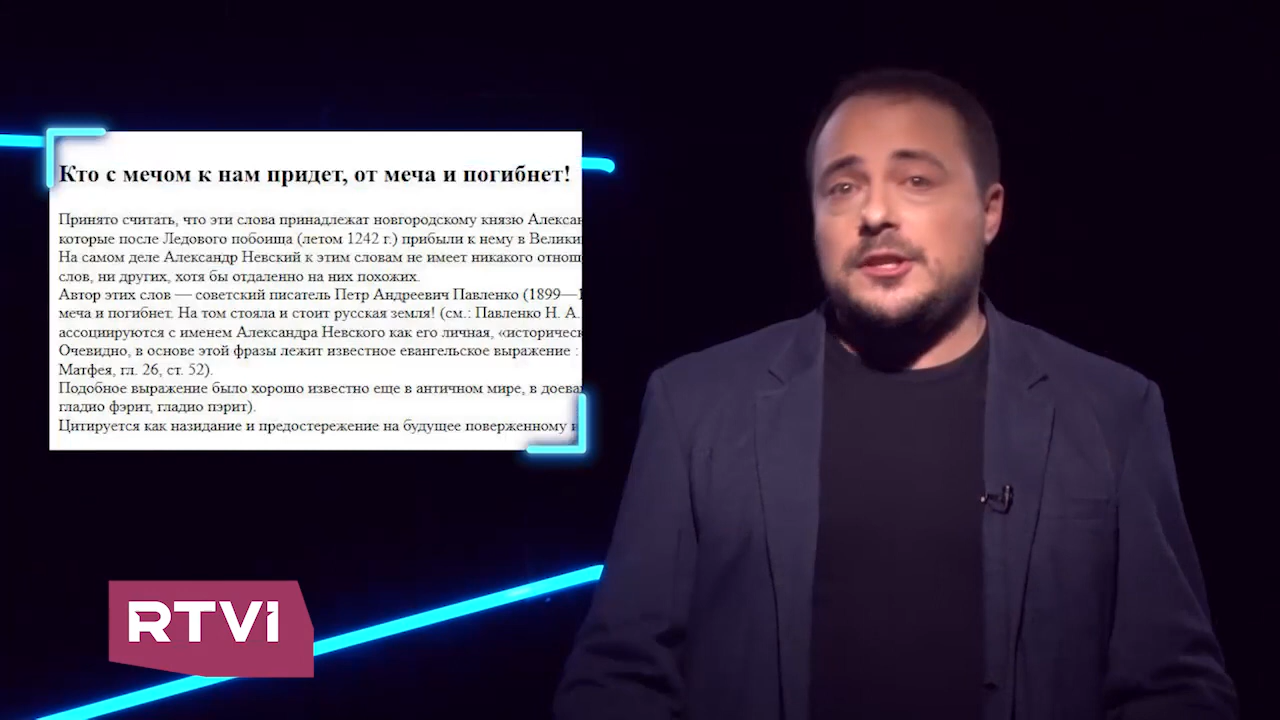 Кто с мечом к нам придет, от меча и погибнет!
Принято считать, что эти слова принадлежат новгородскому князю
которые после Ледового побоища (летом 1242 г.) прибыли к нему в
На самом деле Александр Невский к этим словам не имеет никакого
слов, ни других, хотя бы отдаленно на них похожих.
Автор этих слов — советский писатель Петр Андреевич Павленко (1899—
меча и погибнет. На том стояла и стоит русская земля! (см.: Павленко Н. А.
ассоциируются с именем Александра Невского как его личная,
Очевидно, в основе этой фразы лежит известное евангельское выражение :
Матфея, гл. 26, ст. 52).
Подобное выражение было хорошо известно еще в античном мире, в
гладио фэрит, гладио пэрит).
Цитируется как назидание и предостережение на будущее поверженному
RTVI